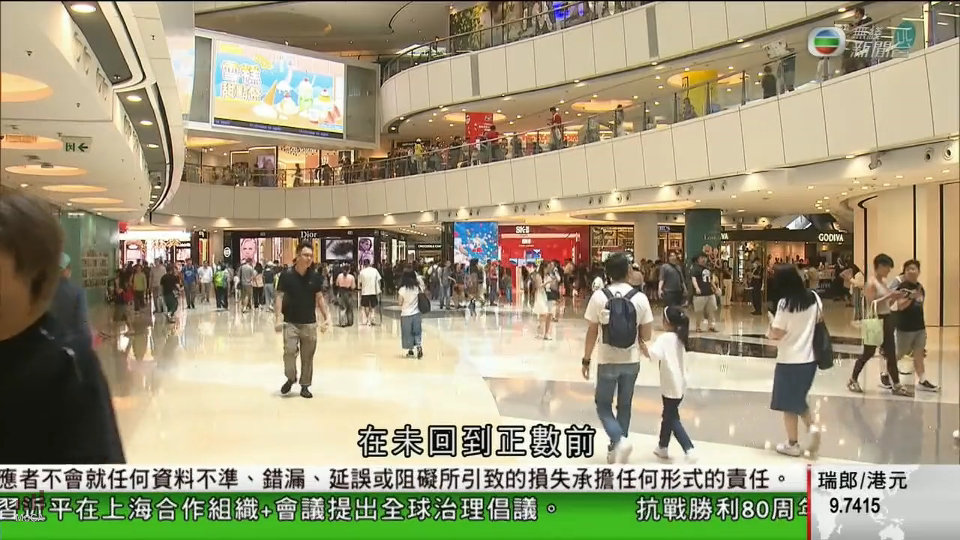 無綫新聞台
Dior
SK-II
GODIVA
在未回到正數前
應者不會就任何資料不準、錯漏、延誤或阻礙所引致的損失承擔任何形式的責任。
瑞郎/港元
9.7415
習近平在上海合作組織+會議提出全球治理倡議。 抗戰勝利80周年